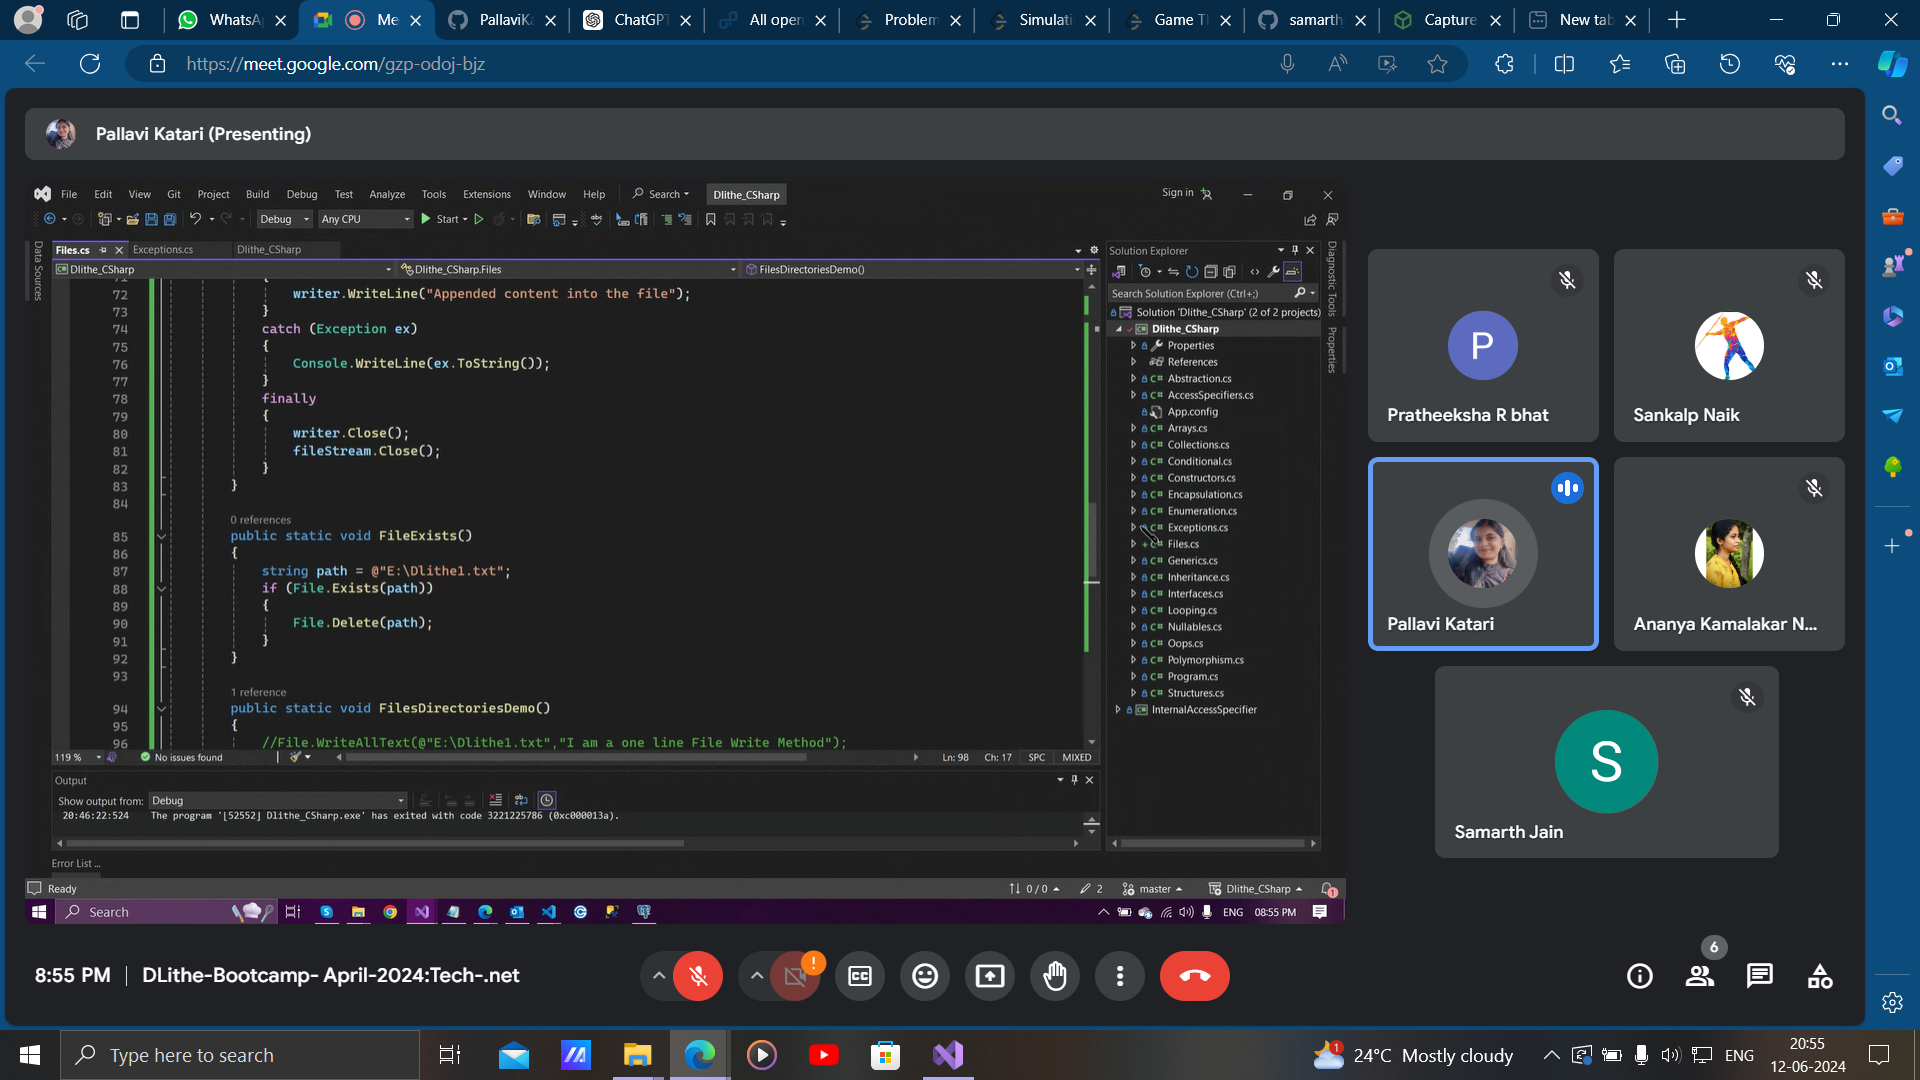 WhatsA
Me
PallaviKa
ChatGP
All open
Problem
Simulati
Game T
samarth
Capture
New tab
https://meet.google.com/gzp-odoj-bjz
Pallavi Katari (Presenting)
File Edit View Git Project Build Debug Test Analyze Tools Extensions Window Help Search Dlithe_CSharp Sign in
Debug Any CPU Start
Data Sources
Files.cs Exceptions.cs Dlithe_CSharp
Dlithe_CSharp Dlithe_CSharp.Files FilesDirectoriesDemo()
72 writer.WriteLine("Appended content into the file");
73 }
74 catch (Exception ex)
75 {
76 Console.WriteLine(ex.ToString());
77 }
78 finally
79 {
80 writer.Close();
81 fileStream.Close();
82 }
83 }
84
0 references
85 public static void FileExists()
86 {
87 string path = @"E:\Dlithe1.txt";
88 if (File.Exists(path))
89 {
90 File.Delete(path);
91 }
92 }
93
1 reference
94 public static void FilesDirectoriesDemo()
95 {
96 //File.WriteAllText(@"E:\Dlithe1.txt","I am a one line File Write Method");
119 % No issues found Ln: 98 Ch: 17 SPC MIXED
Output
Show output from: Debug
20:46:22:524 The program '[52552] Dlithe_CSharp.exe' has exited with code 3221225786 (0xc000013a).
Error List ...
Ready 0 / 0 2 master Dlithe_CSharp 1
Solution Explorer
Search Solution Explorer (Ctrl+;)
Solution 'Dlithe_CSharp' (2 of 2 projects)
Dlithe_CSharp
Properties
References
C# Abstraction.cs
C# AccessSpecifiers.cs
App.config
C# Arrays.cs
C# Collections.cs
C# Conditional.cs
C# Constructors.cs
C# Encapsulation.cs
C# Enumeration.cs
C# Exceptions.cs
C# Files.cs
C# Generics.cs
C# Inheritance.cs
C# Interfaces.cs
C# Looping.cs
C# Nullables.cs
C# Oops.cs
C# Polymorphism.cs
C# Program.cs
C# Structures.cs
InternalAccessSpecifier
Diagnostic Tools
Properties
Search ENG 08:55 PM
P
Pratheeksha R bhat
Sankalp Naik
Pallavi Katari
Ananya Kamalakar N...
S
Samarth Jain
8:55 PM | DLithe-Bootcamp- April-2024:Tech-.net
!
CC
6
Type here to search
1
24°C Mostly cloudy
ENG
20:55
12-06-2024